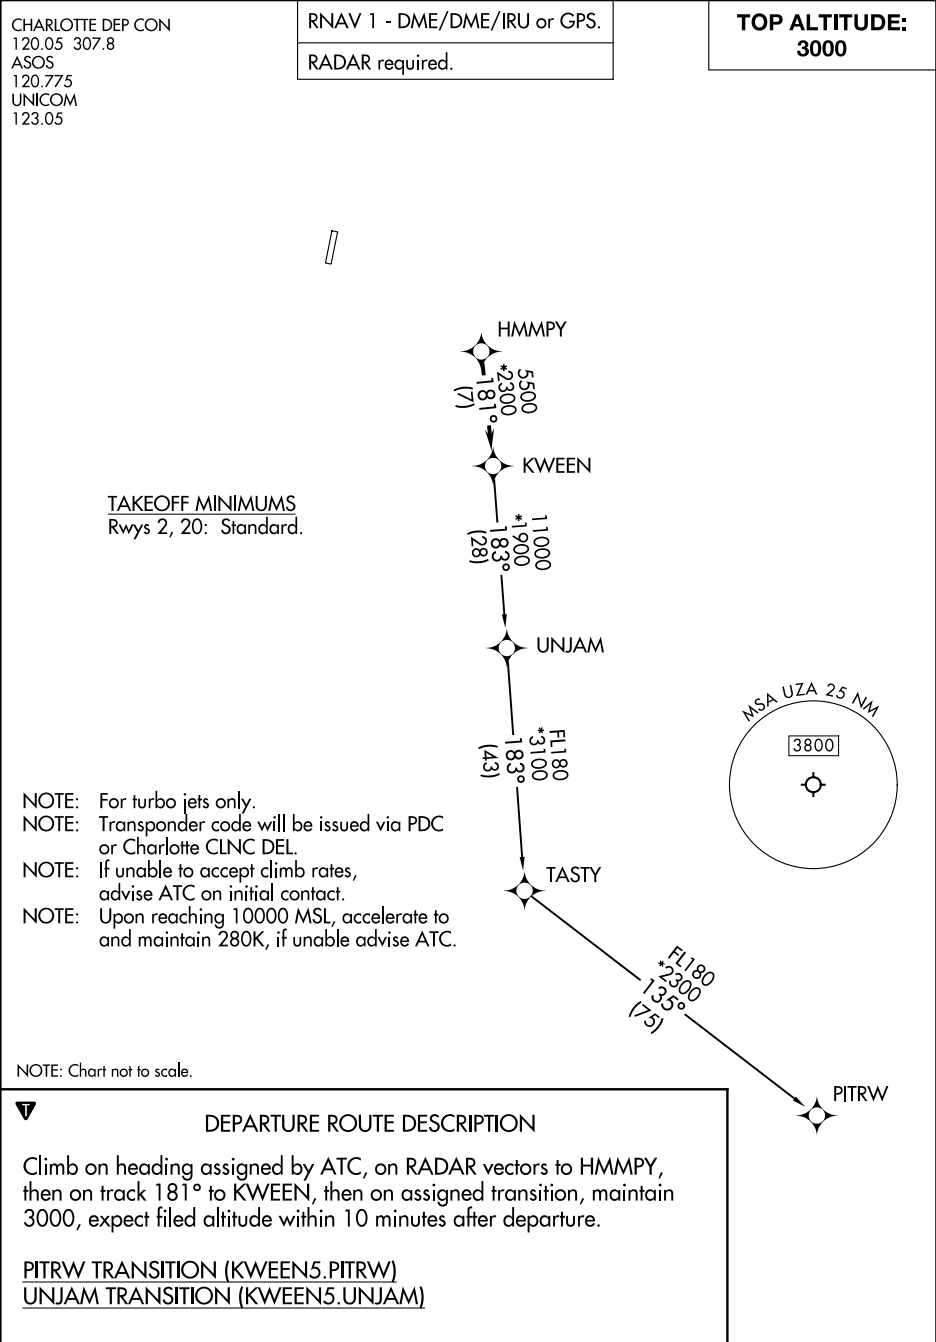 CHARLOTTE DEP CON
120.05 307.8
ASOS
120.775
UNICOM
123.05
RNAV 1 - DME/DME/IRU or GPS.
RADAR required.
TOP ALTITUDE:
3000
HMMPY
5500
*2300
181°
(7)
KWEEN
TAKEOFF MINIMUMS
Rwys 2, 20: Standard.
11000
*1900
183°
(28)
UNJAM
MSA UZA 25 NM
3800
FL180
*3100
183°
(43)
NOTE: For turbo jets only.
NOTE: Transponder code will be issued via PDC
or Charlotte CLNC DEL.
NOTE: If unable to accept climb rates,
advise ATC on initial contact.
NOTE: Upon reaching 10000 MSL, accelerate to
and maintain 280K, if unable advise ATC.
TASTY
FL180
*2300
135°
(75)
PITRW
NOTE: Chart not to scale.
T
DEPARTURE ROUTE DESCRIPTION
Climb on heading assigned by ATC, on RADAR vectors to HMMPY,
then on track 181° to KWEEN, then on assigned transition, maintain
3000, expect filed altitude within 10 minutes after departure.
PITRW TRANSITION (KWEEN5.PITRW)
UNJAM TRANSITION (KWEEN5.UNJAM)